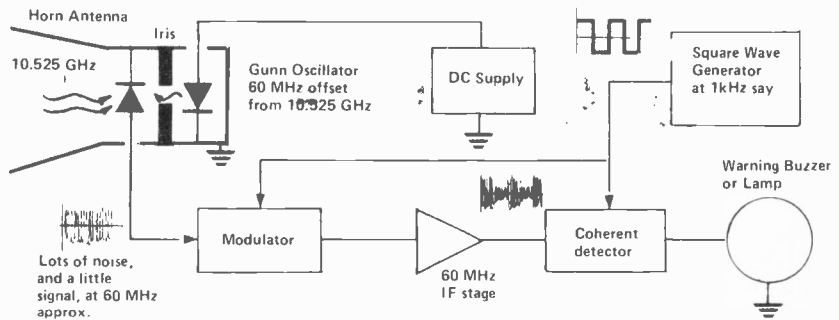 Horn Antenna
Iris
10.525 GHz
Gunn Oscillator
60 MHz offset
from 10.525 GHz
DC Supply
Square Wave
Generator
at 1kHz say
Warning Buzzer
or Lamp
Modulator
60 MHz
IF stage
Coherent
detector
Lots of noise,
and a little
signal, at 60 MHz
approx.